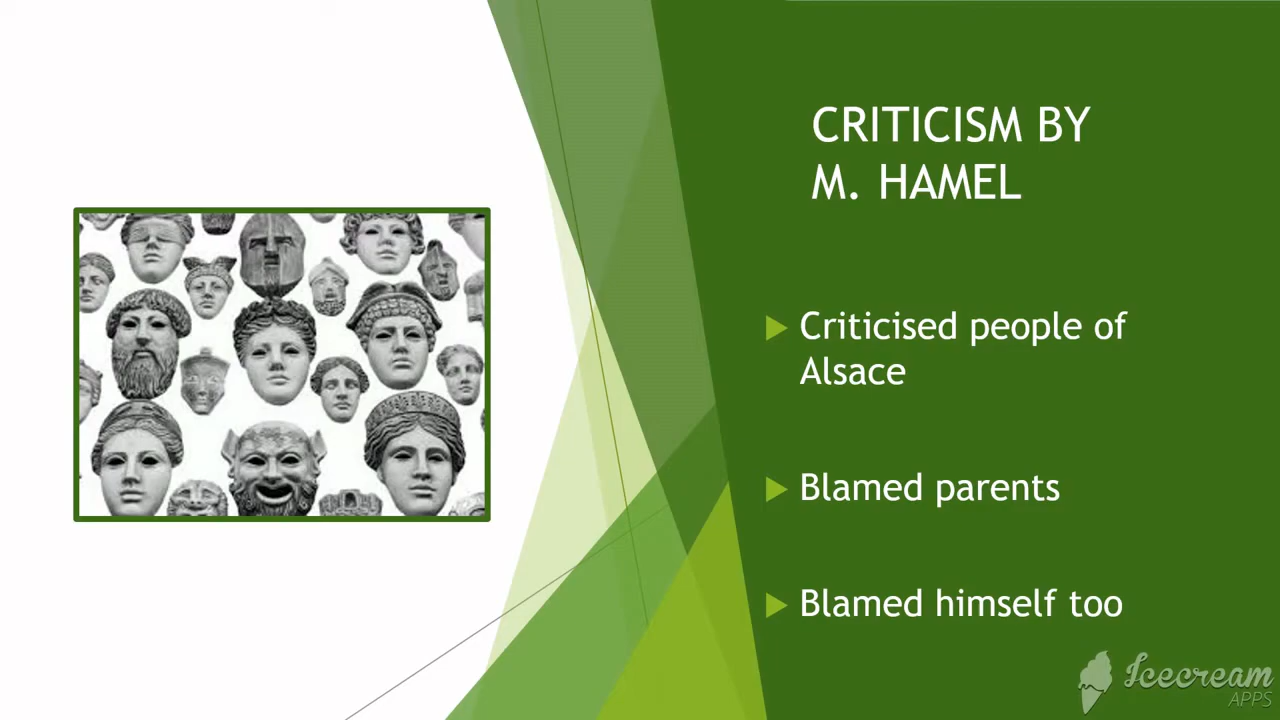 CRITICISM BY
M. HAMEL
Criticised people of
Alsace
Blamed parents
Blamed himself too
Icecream
APPS